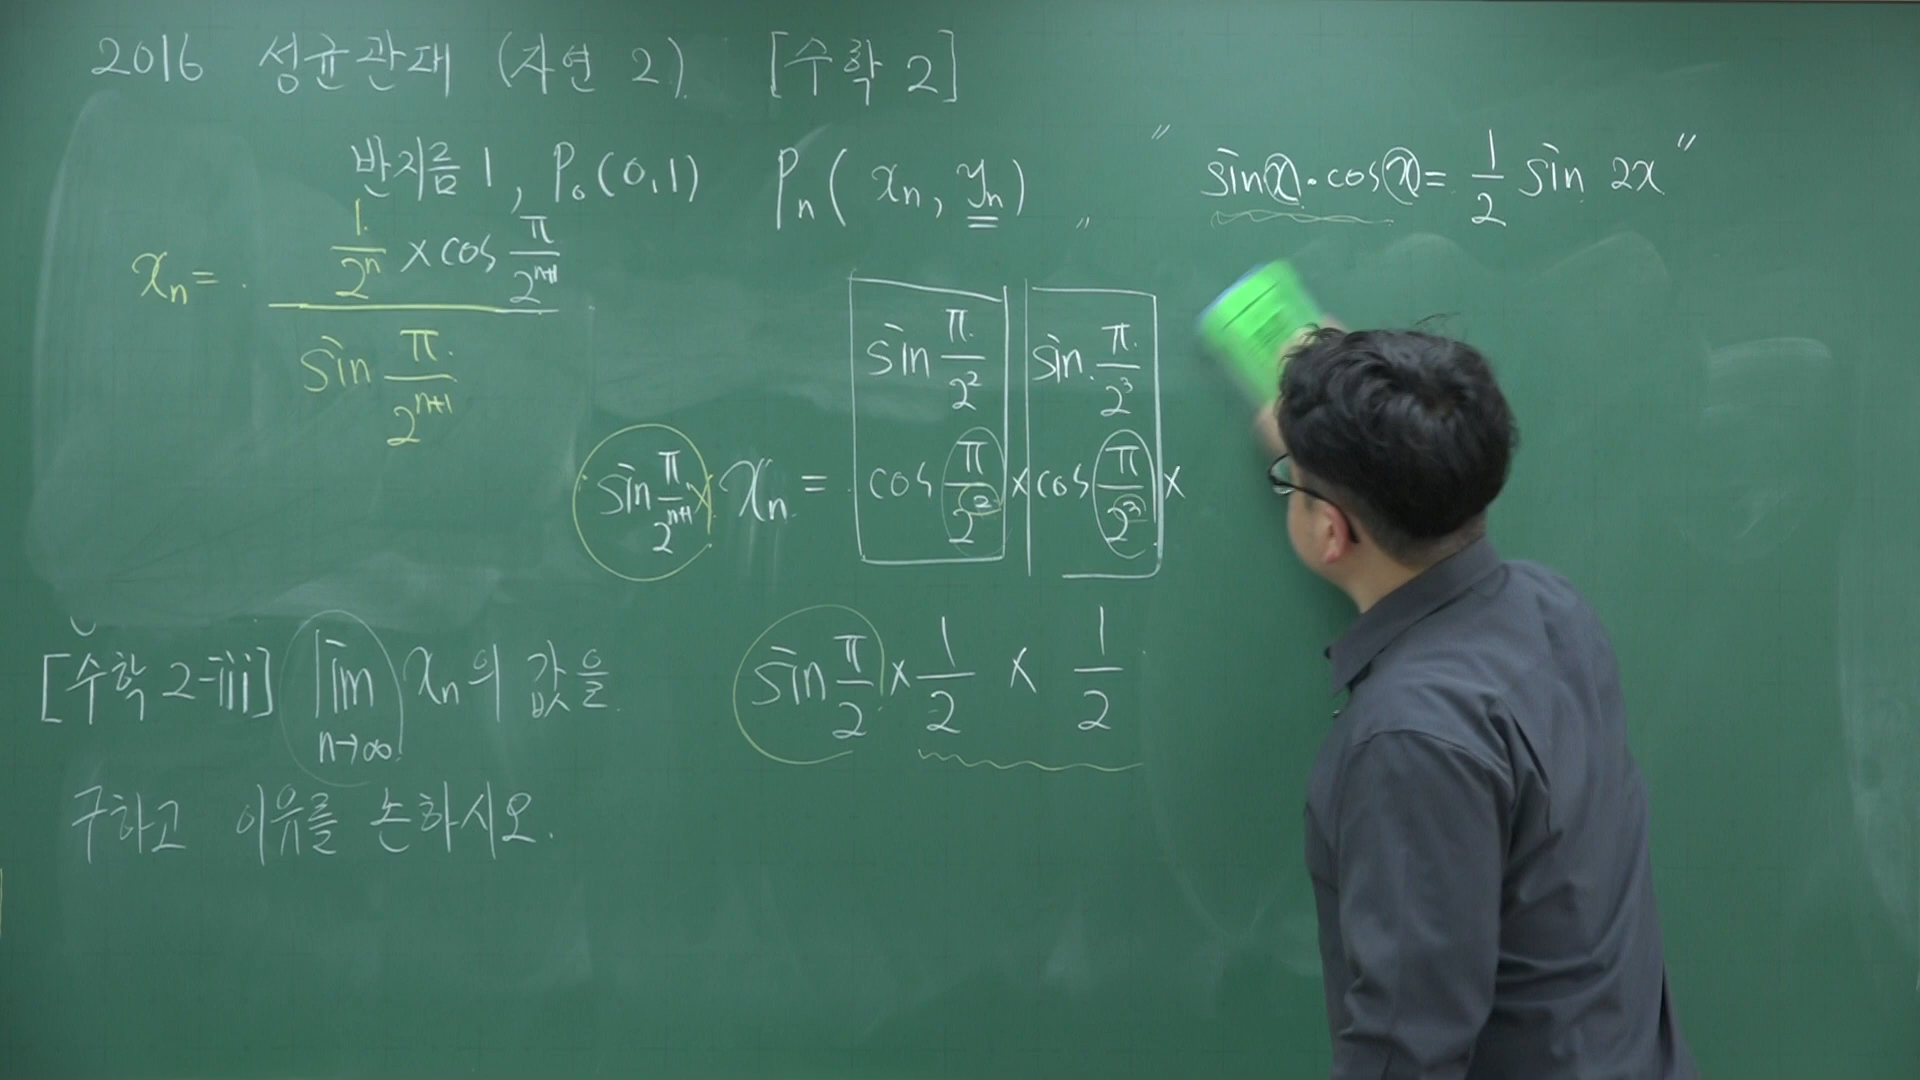 2016 성균관대 (자연 2) [수학 2]
반지름 1, P₀(0,1) Pₙ( xₙ, yₙ) "
" sin x · cos x = 1/2 sin 2x "
xₙ = (1/2ⁿ × cos π/2ⁿ⁺¹) / (sin π/2ⁿ⁺¹)
sin π/2² sin π/2³
sin π/2ⁿ⁺¹ × xₙ = cos π/2² × cos π/2³ ×
sin π/2 × 1/2 × 1/2
[수학 2-iii] lim n→∞ xₙ의 값을
구하고 이유를 논하시오.